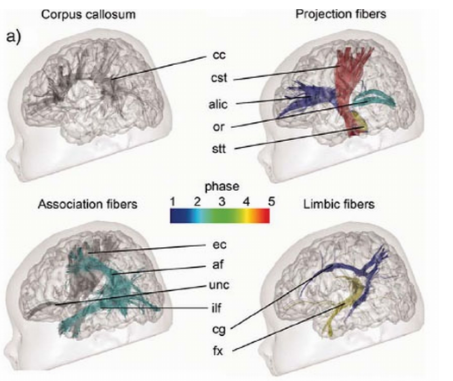 Corpus callosum
Projection fibers
a)
cc
cst
alic
or
stt
phase
1 2 3 4 5
Association fibers
Limbic fibers
ec
af
unc
ilf
cg
fx